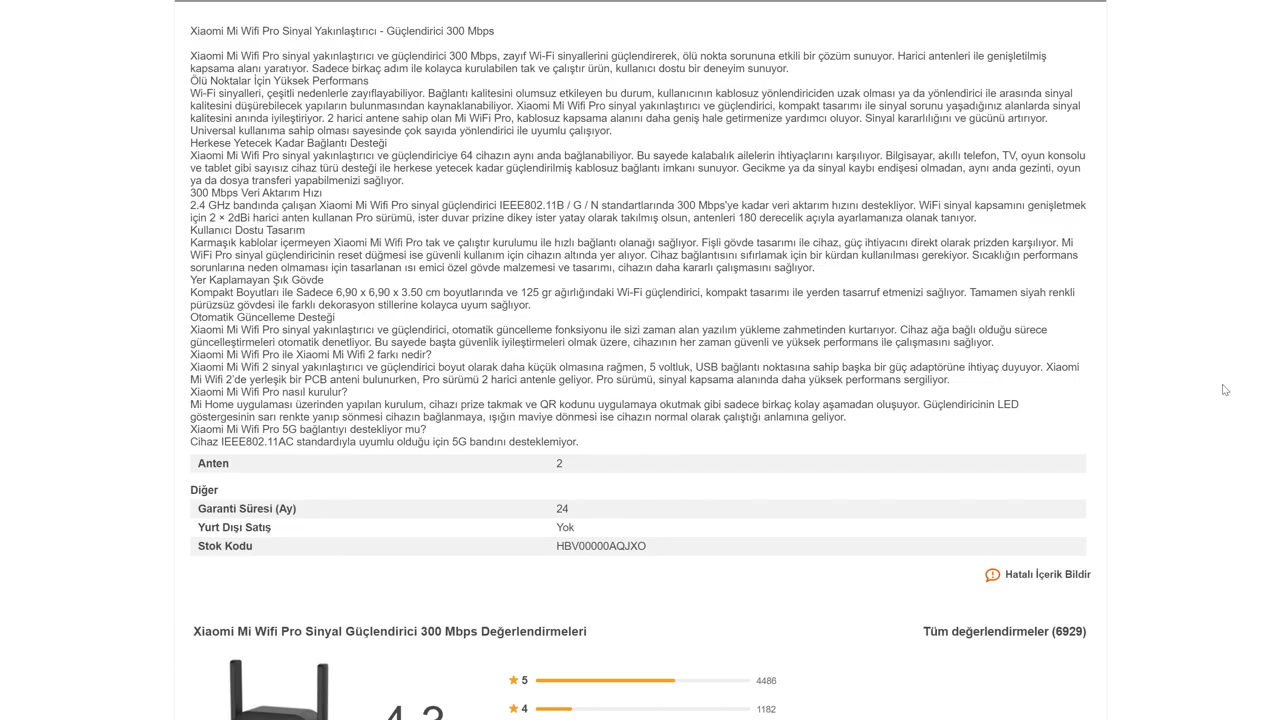 Xiaomi Mi Wifi Pro Sinyal Yakınlaştırıcı - Güçlendirici 300 Mbps
Xiaomi Mi Wifi Pro sinyal yakınlaştırıcı ve güçlendirici 300 Mbps, zayıf Wi-Fi sinyallerini güçlendirerek, ölü nokta sorununa etkili bir çözüm sunuyor. Harici antenleri ile genişletilmiş
kapsama alanı yaratıyor. Sadece birkaç adım ile kolayca kurulabilen tak ve çalıştır ürün, kullanıcı dostu bir deneyim sunuyor.
Ölü Noktalar İçin Yüksek Performans
Wi-Fi sinyalleri, çeşitli nedenlerle zayıflayabiliyor. Bağlantı kalitesini olumsuz etkileyen bu durum, kullanıcının kablosuz yönlendiriciden uzak olması ya da yönlendirici ile arasında sinyal
kalitesini düşürebilecek yapıların bulunmasından kaynaklanabiliyor. Xiaomi Mi Wifi Pro sinyal yakınlaştırıcı ve güçlendirici, kompakt tasarımı ile sinyal sorunu yaşadığınız alanlarda sinyal
kalitesini anında iyileştiriyor. 2 harici antene sahip olan Mi WiFi Pro, kablosuz kapsama alanını daha geniş hale getirmenize yardımcı oluyor. Sinyal kararlılığını ve gücünü artırıyor.
Universal kullanıma sahip olması sayesinde çok sayıda yönlendirici ile uyumlu çalışıyor.
Herkese Yetecek Kadar Bağlantı Desteği
Xiaomi Mi Wifi Pro sinyal yakınlaştırıcı ve güçlendiriciye 64 cihazın aynı anda bağlanabiliyor. Bu sayede kalabalık ailelerin ihtiyaçlarını karşılıyor. Bilgisayar, akıllı telefon, TV, oyun konsolu
ve tablet gibi sayısız cihaz türü desteği ile herkese yetecek kadar güçlendirilmiş kablosuz bağlantı imkanı sunuyor. Gecikme ya da sinyal kaybı endişesi olmadan, aynı anda gezinti, oyun
ya da dosya transferi yapabilmenizi sağlıyor.
300 Mbps Veri Aktarım Hızı
2.4 GHz bandında çalışan Xiaomi Mi Wifi Pro sinyal güçlendirici IEEE802.11B / G / N standartlarında 300 Mbps'ye kadar veri aktarım hızını destekliyor. WiFi sinyal kapsamını genişletmek
için 2 × 2dBi harici anten kullanan Pro sürümü, ister duvar prizine dikey ister yatay olarak takılmış olsun, antenleri 180 derecelik açıyla ayarlamanıza olanak tanıyor.
Kullanıcı Dostu Tasarım
Karmaşık kablolar içermeyen Xiaomi Mi Wifi Pro tak ve çalıştır kurulumu ile hızlı bağlantı olanağı sağlıyor. Fişli gövde tasarımı ile cihaz, güç ihtiyacını direkt olarak prizden karşılıyor. Mi
WiFi Pro sinyal güçlendiricinin reset düğmesi ise güvenli kullanım için cihazın altında yer alıyor. Cihaz bağlantısını sıfırlamak için bir kürdan kullanılması gerekiyor. Sıcaklığın performans
sorunlarına neden olmaması için tasarlanan ısı emici özel gövde malzemesi ve tasarımı, cihazın daha kararlı çalışmasını sağlıyor.
Yer Kaplamayan Şık Gövde
Kompakt Boyutları ile Sadece 6,90 x 6,90 x 3.50 cm boyutlarında ve 125 gr ağırlığındaki Wi-Fi güçlendirici, kompakt tasarımı ile yerden tasarruf etmenizi sağlıyor. Tamamen siyah renkli
pürüzsüz gövdesi ile farklı dekorasyon stillerine kolayca uyum sağlıyor.
Otomatik Güncelleme Desteği
Xiaomi Mi Wifi Pro sinyal yakınlaştırıcı ve güçlendirici, otomatik güncelleme fonksiyonu ile sizi zaman alan yazılım yükleme zahmetinden kurtarıyor. Cihaz ağa bağlı olduğu sürece
güncelleştirmeleri otomatik denetliyor. Bu sayede başta güvenlik iyileştirmeleri olmak üzere, cihazının her zaman güvenli ve yüksek performans ile çalışmasını sağlıyor.
Xiaomi Mi Wifi Pro ile Xiaomi Mi Wifi 2 farkı nedir?
Xiaomi Mi Wifi 2 sinyal yakınlaştırıcı ve güçlendirici boyut olarak daha küçük olmasına rağmen, 5 voltluk, USB bağlantı noktasına sahip başka bir güç adaptörüne ihtiyaç duyuyor. Xiaomi
Mi Wifi 2’de yerleşik bir PCB anteni bulunurken, Pro sürümü 2 harici antenle geliyor. Pro sürümü, sinyal kapsama alanında daha yüksek performans sergiliyor.
Xiaomi Mi Wifi Pro nasıl kurulur?
Mi Home uygulaması üzerinden yapılan kurulum, cihazı prize takmak ve QR kodunu uygulamaya okutmak gibi sadece birkaç kolay aşamadan oluşuyor. Güçlendiricinin LED
göstergesinin sarı renkte yanıp sönmesi cihazın bağlanmaya, ışığın maviye dönmesi ise cihazın normal olarak çalıştığı anlamına geliyor.
Xiaomi Mi Wifi Pro 5G bağlantıyı destekliyor mu?
Cihaz IEEE802.11AC standardıyla uyumlu olduğu için 5G bandını desteklemiyor.
Anten 2
Diğer
Garanti Süresi (Ay) 24
Yurt Dışı Satış Yok
Stok Kodu HBV00000AQJXO
Hatalı İçerik Bildir
Xiaomi Mi Wifi Pro Sinyal Güçlendirici 300 Mbps Değerlendirmeleri Tüm değerlendirmeler (6929)
5 4486
4 1182